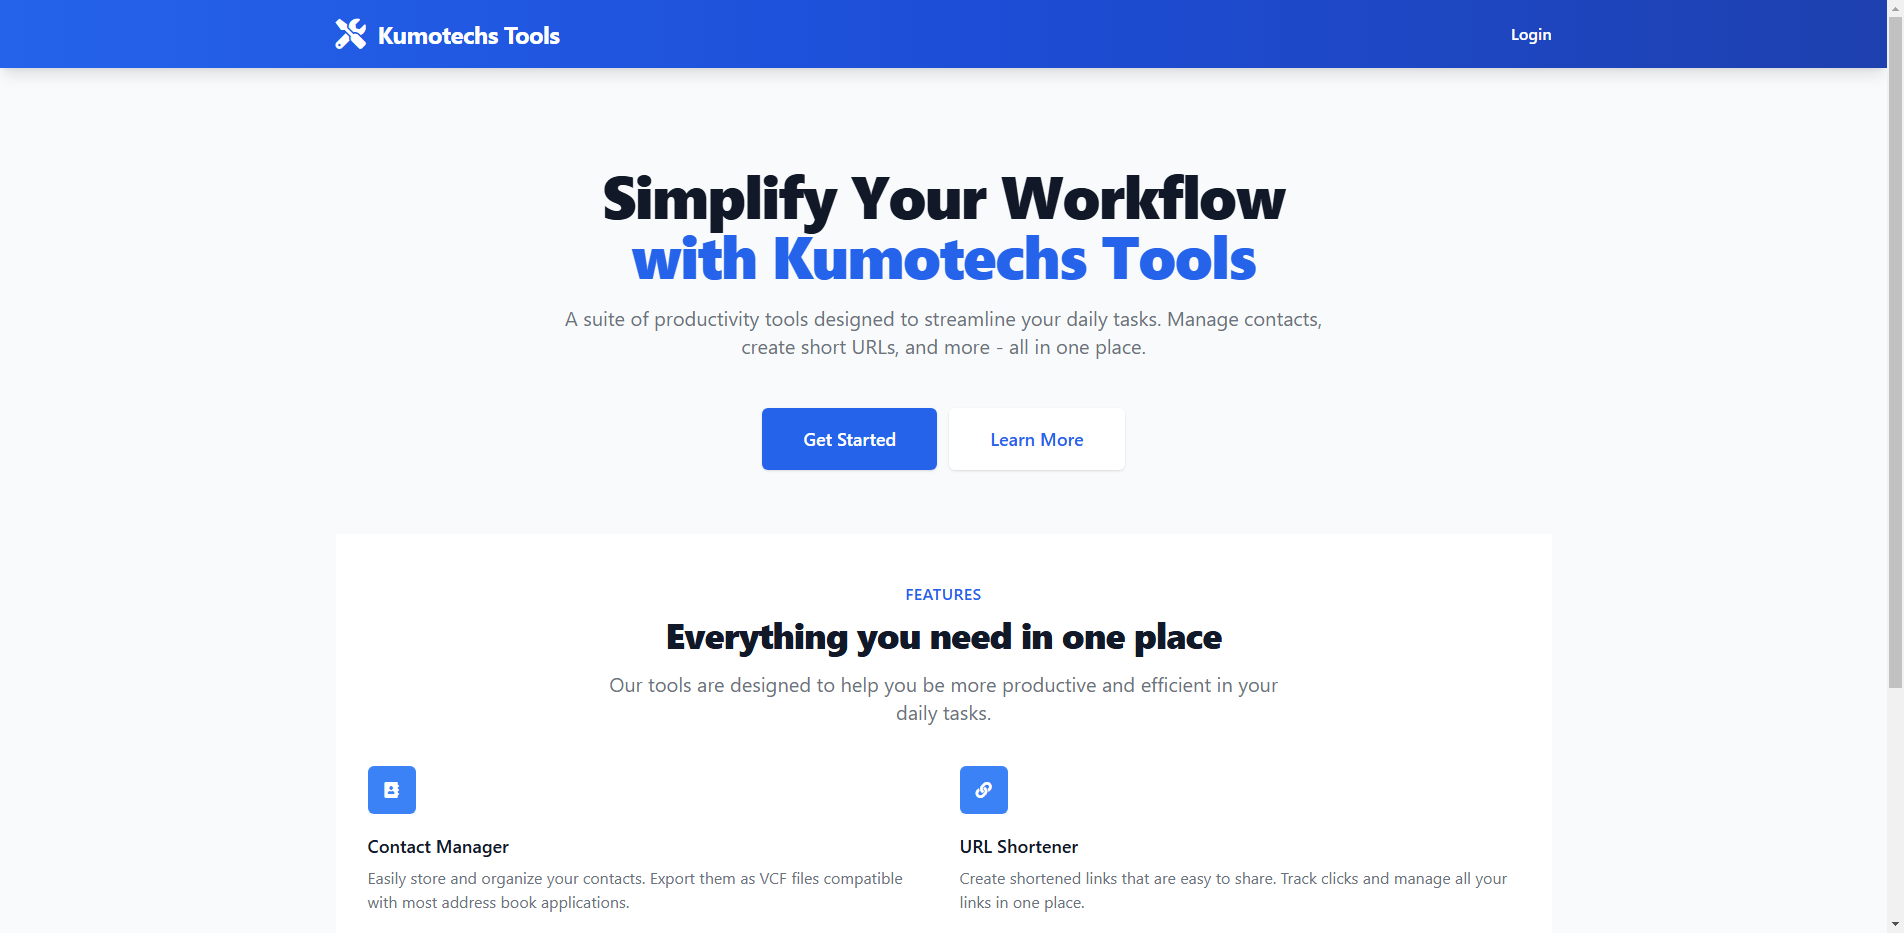 Kumotechs Tools
Login
Simplify Your Workflow
with Kumotechs Tools
A suite of productivity tools designed to streamline your daily tasks. Manage contacts,
create short URLs, and more - all in one place.
Get Started
Learn More
FEATURES
Everything you need in one place
Our tools are designed to help you be more productive and efficient in your
daily tasks.
Contact Manager
Easily store and organize your contacts. Export them as VCF files compatible
with most address book applications.
URL Shortener
Create shortened links that are easy to share. Track clicks and manage all your
links in one place.